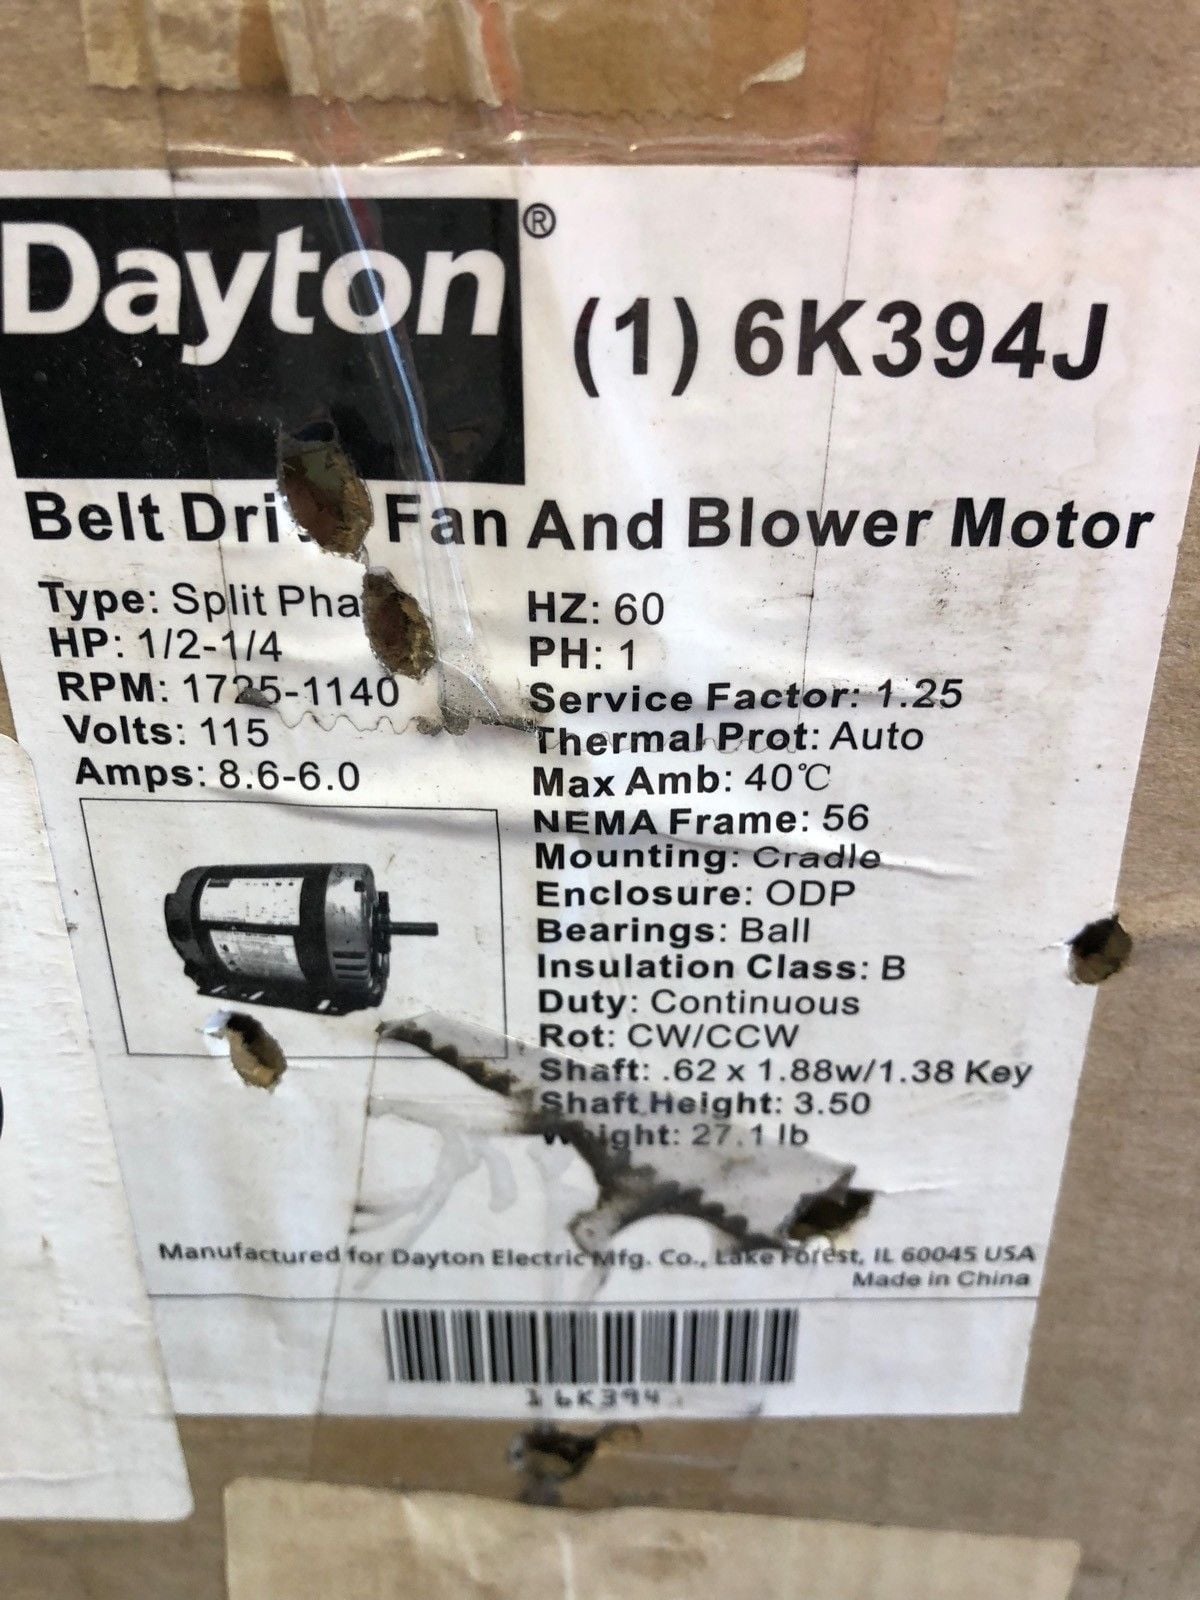 Dayton®
(1) 6K394J
Belt Dri Fan And Blower Motor
Type: Split Pha
HP: 1/2-1/4
RPM: 1725-1140
Volts: 115
Amps: 8.6-6.0
HZ: 60
PH: 1
Service Factor: 1.25
Thermal Prot: Auto
Max Amb: 40°C
NEMA Frame: 56
Mounting: Cradle
Enclosure: ODP
Bearings: Ball
Insulation Class: B
Duty: Continuous
Rot: CW/CCW
Shaft: .62 x 1.88w/1.38 Key
Shaft Height: 3.50
Weight: 27.1 lb
Manufactured for Dayton Electric Mfg. Co., Lake Forest, IL 60045 USA
Made in China
1 6K394